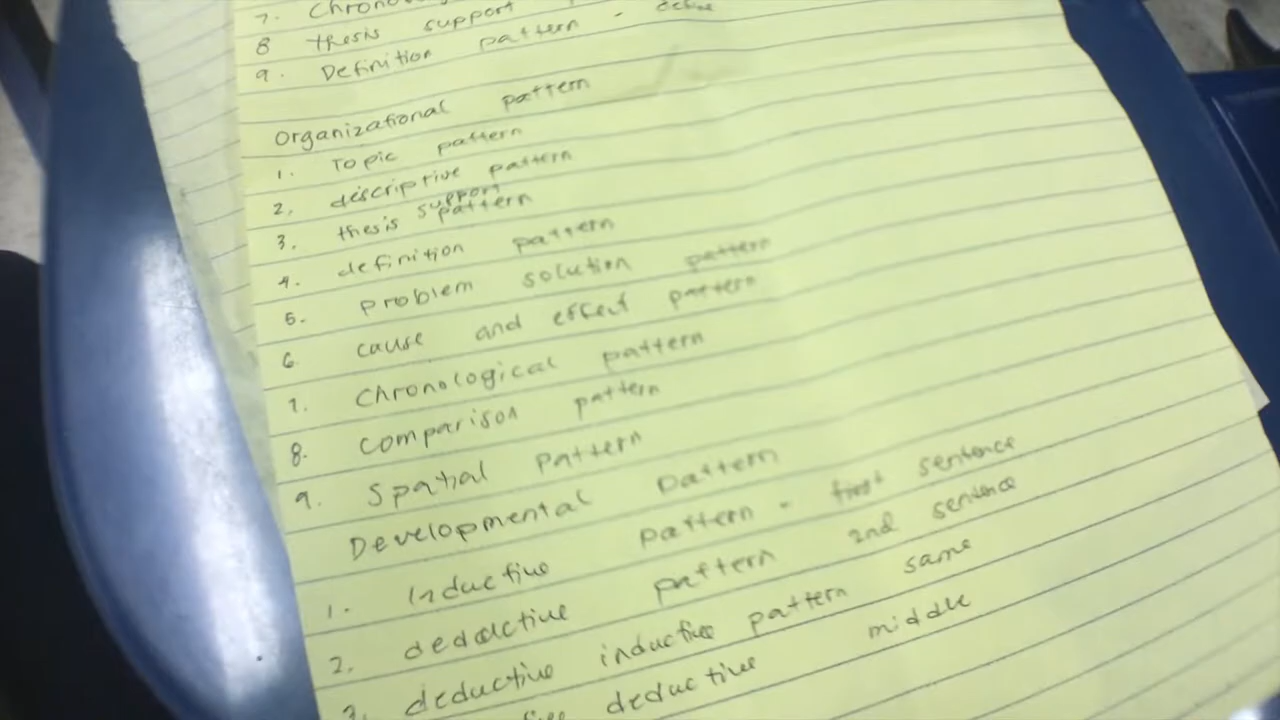 7. Chrono
8 thesis support
9. Definition pattern - define
Organizational pattern
1. Topic pattern
2. descriptive pattern
3. thesis support pattern
4. definition pattern
5. problem solution pattern
6 cause and effect pattern
7. Chronological pattern
8. comparison pattern
9. Spatial Pattern
Developmental Pattern
1. Inductive pattern - first sentence
2. deductive pattern 2nd sentence
3. deductive inductive pattern same
deductive middle